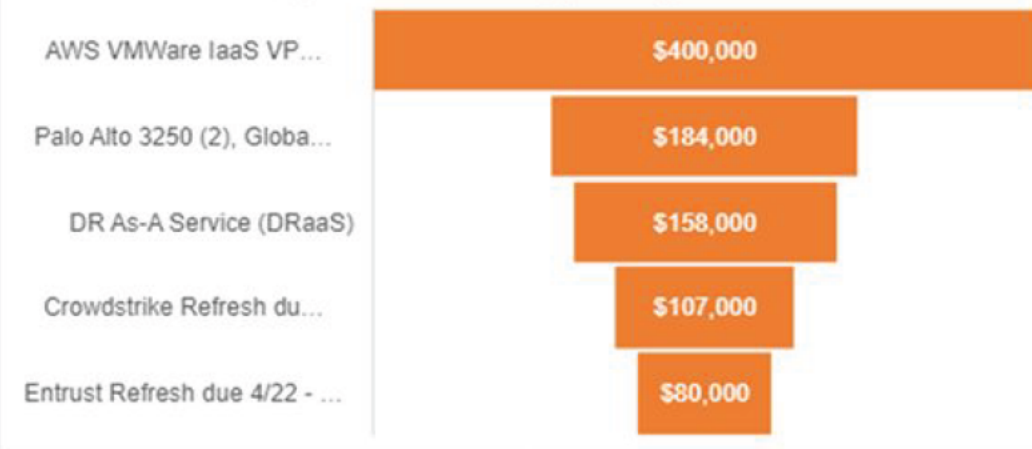 AWS VMWare IaaS VP... $400,000
Palo Alto 3250 (2), Globa... $184,000
DR As-A Service (DRaaS) $158,000
Crowdstrike Refresh du... $107,000
Entrust Refresh due 4/22 - ... $80,000